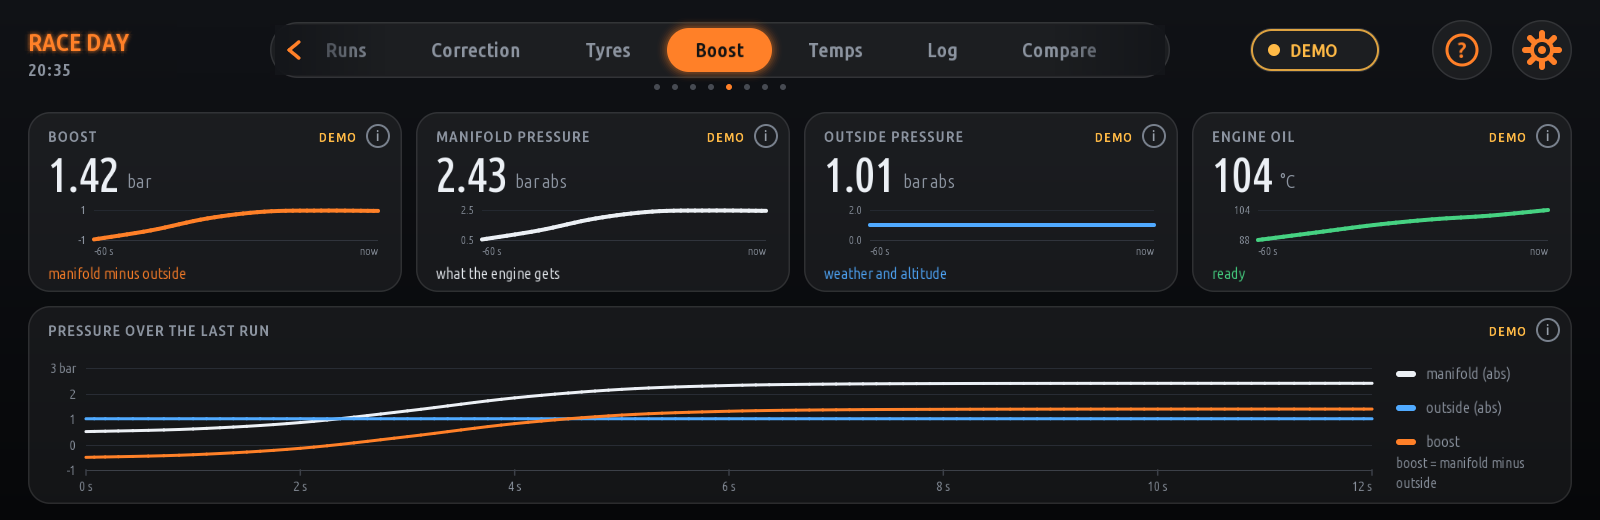 RACE DAY
20:35
Runs
Correction
Tyres
Boost
Temps
Log
Compare
DEMO
?
BOOST
DEMO
i
1.42 bar
1
-1
-60 s
now
manifold minus outside
MANIFOLD PRESSURE
DEMO
i
2.43 bar abs
2.5
0.5
-60 s
now
what the engine gets
OUTSIDE PRESSURE
DEMO
i
1.01 bar abs
2.0
0.0
-60 s
now
weather and altitude
ENGINE OIL
DEMO
i
104 °C
104
88
-60 s
now
ready
PRESSURE OVER THE LAST RUN
DEMO
i
3 bar
2
1
0
-1
0 s
2 s
4 s
6 s
8 s
10 s
12 s
manifold (abs)
outside (abs)
boost
boost = manifold minus
outside